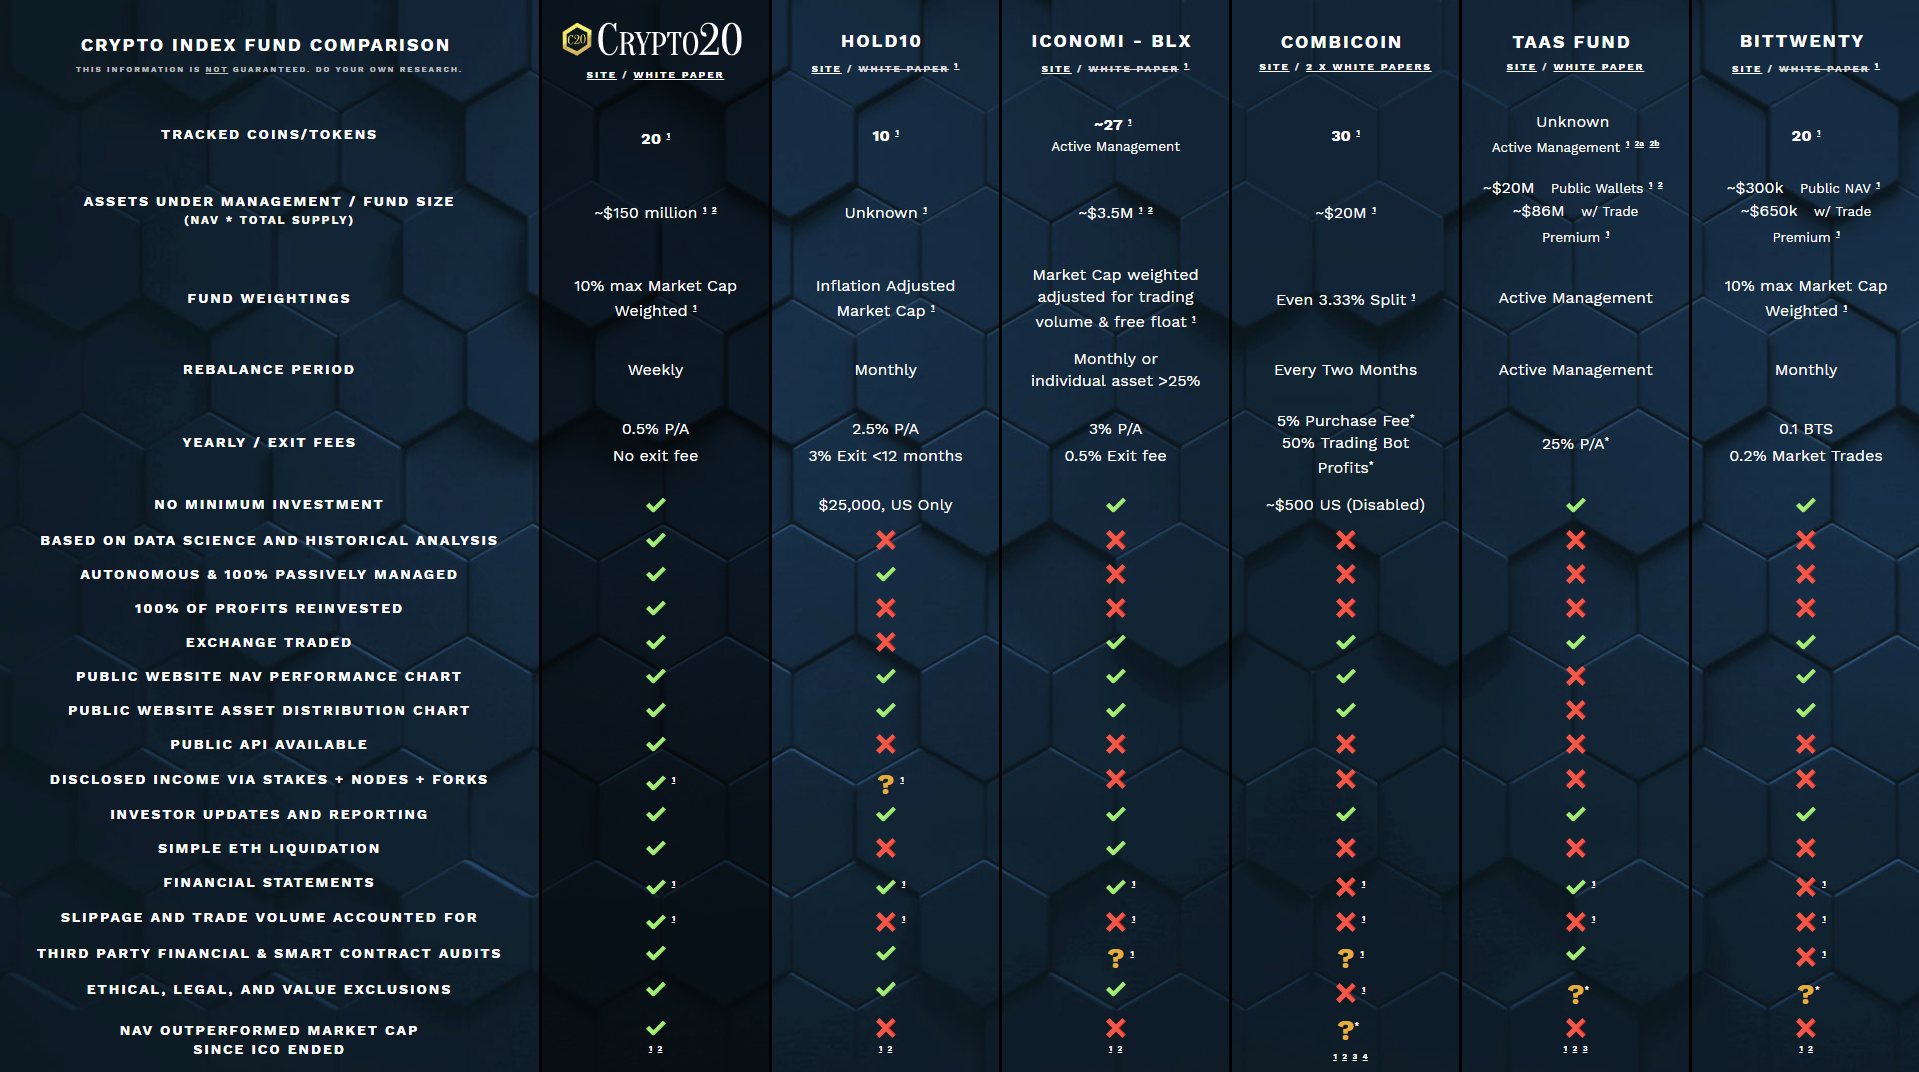 CRYPTO INDEX FUND COMPARISON
THIS INFORMATION IS NOT GUARANTEED. DO YOUR OWN RESEARCH.
C20 CRYPTO20
SITE / WHITE PAPER
HOLD10
SITE / WHITE PAPER 1
ICONOMI - BLX
SITE / WHITE PAPER 1
COMBICOIN
SITE / 2 X WHITE PAPERS
TAAS FUND
SITE / WHITE PAPER
BITTWENTY
SITE / WHITE PAPER 1
TRACKED COINS/TOKENS
20 1
10 1
~27 1
Active Management
30 1
Unknown
Active Management 1 2a 2b
20 1
ASSETS UNDER MANAGEMENT / FUND SIZE
(NAV * TOTAL SUPPLY)
~$150 million 1 2
Unknown 1
~$3.5M 1 2
~$20M 1
~$20M Public Wallets 1 2
~$86M w/ Trade
Premium 1
~$300k Public NAV 1
~$650k w/ Trade
Premium 1
FUND WEIGHTINGS
10% max Market Cap
Weighted 1
Inflation Adjusted
Market Cap 1
Market Cap weighted
adjusted for trading
volume & free float 1
Even 3.33% Split 1
Active Management
10% max Market Cap
Weighted 1
REBALANCE PERIOD
Weekly
Monthly
Monthly or
individual asset >25%
Every Two Months
Active Management
Monthly
YEARLY / EXIT FEES
0.5% P/A
No exit fee
2.5% P/A
3% Exit <12 months
3% P/A
0.5% Exit fee
5% Purchase Fee*
50% Trading Bot
Profits*
25% P/A*
0.1 BTS
0.2% Market Trades
NO MINIMUM INVESTMENT
$25,000, US Only
~$500 US (Disabled)
BASED ON DATA SCIENCE AND HISTORICAL ANALYSIS
AUTONOMOUS & 100% PASSIVELY MANAGED
100% OF PROFITS REINVESTED
EXCHANGE TRADED
PUBLIC WEBSITE NAV PERFORMANCE CHART
PUBLIC WEBSITE ASSET DISTRIBUTION CHART
PUBLIC API AVAILABLE
DISCLOSED INCOME VIA STAKES + NODES + FORKS
1
? 1
INVESTOR UPDATES AND REPORTING
SIMPLE ETH LIQUIDATION
FINANCIAL STATEMENTS
1
1
1
1
1
1
SLIPPAGE AND TRADE VOLUME ACCOUNTED FOR
1
1
1
1
1
1
THIRD PARTY FINANCIAL & SMART CONTRACT AUDITS
? 1
? 1
1
ETHICAL, LEGAL, AND VALUE EXCLUSIONS
1
?*
?*
NAV OUTPERFORMED MARKET CAP
SINCE ICO ENDED
1 2
1 2
1 2
?*
1 2 3 4
1 2 3
1 2